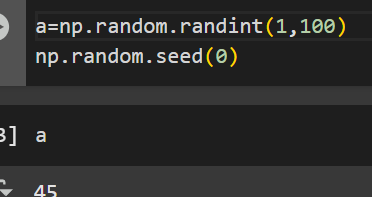 a=np.random.randint(1,100)
np.random.seed(0)
3] a
45